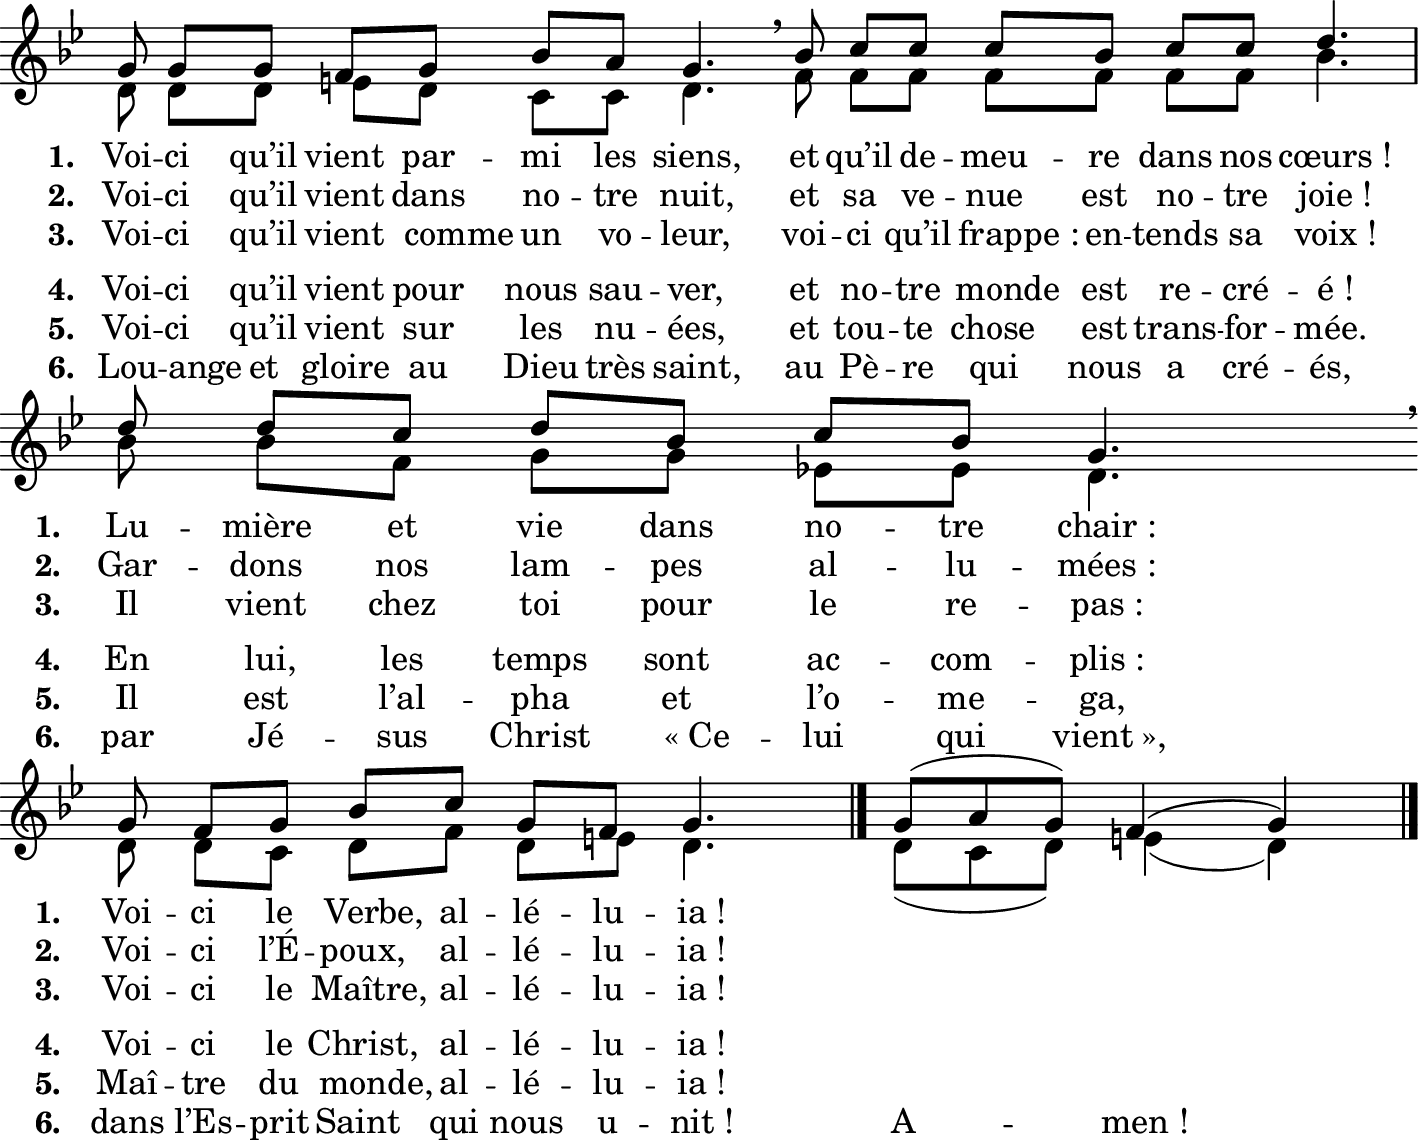 1. Voi -- ci qu’il vient par -- mi les siens, et qu’il de -- meu -- re dans nos cœurs !
2. Voi -- ci qu’il vient dans no -- tre nuit, et sa ve -- nue est no -- tre joie !
3. Voi -- ci qu’il vient comme un vo -- leur, voi -- ci qu’il frappe : en -- tends sa voix !
4. Voi -- ci qu’il vient pour nous sau -- ver, et no -- tre monde est re -- cré -- é !
5. Voi -- ci qu’il vient sur les nu -- ées, et tou -- te chose est trans -- for -- mée.
6. Lou -- ange et gloire au Dieu très saint, au Pè -- re qui nous a cré -- és,
1. Lu -- mière et vie dans no -- tre chair :
2. Gar -- dons nos lam -- pes al -- lu -- mées :
3. Il vient chez toi pour le re -- pas :
4. En lui, les temps sont ac -- com -- plis :
5. Il est l’al -- pha et l’o -- me -- ga,
6. par Jé -- sus Christ « Ce -- lui qui vient »,
1. Voi -- ci le Verbe, al -- lé -- lu -- ia !
2. Voi -- ci l’É -- poux, al -- lé -- lu -- ia !
3. Voi -- ci le Maître, al -- lé -- lu -- ia !
4. Voi -- ci le Christ, al -- lé -- lu -- ia !
5. Maî -- tre du monde, al -- lé -- lu -- ia !
6. dans l’Es -- prit Saint qui nous u -- nit ! A -- men !